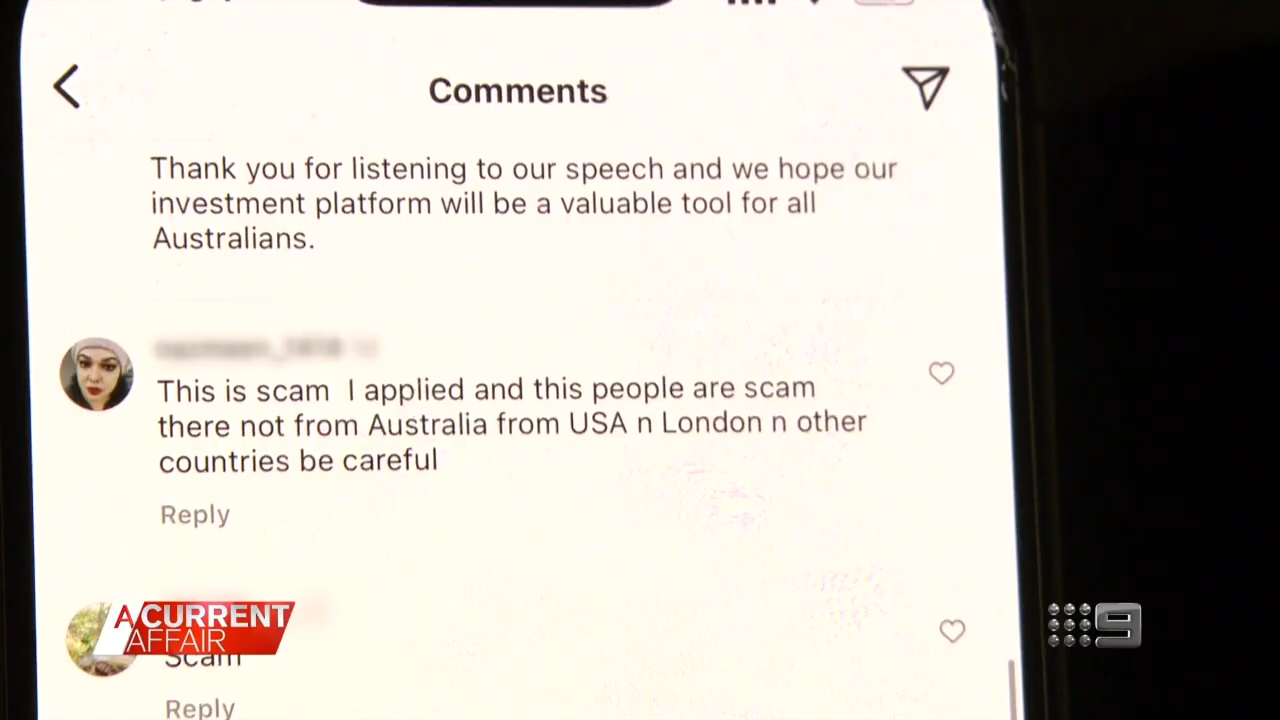 Comments
Thank you for listening to our speech and we hope our
investment platform will be a valuable tool for all
Australians.
This is scam I applied and this people are scam
there not from Australia from USA n London n other
countries be careful
Reply
A CURRENT
AFFAIR
9
Scam
Reply